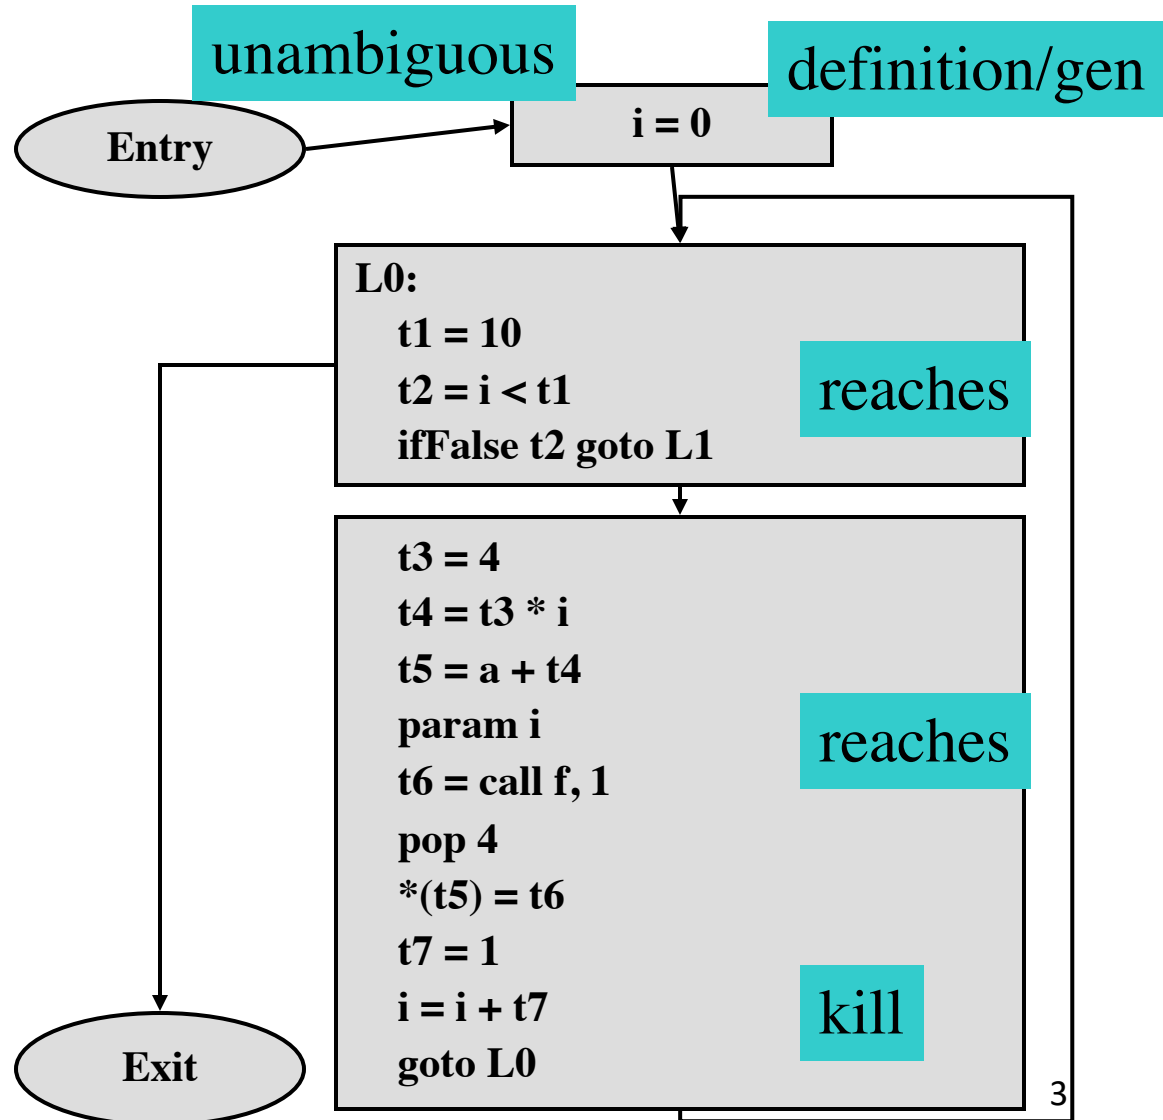 unambiguous
definition/gen
Entry
i = 0
L0:
t1 = 10
t2 = i < t1
reaches
ifFalse t2 goto L1
t3 = 4
t4 = t3 * i
t5 = a + t4
param i
reaches
t6 = call f, 1
pop 4
*(t5) = t6
t7 = 1
i = i + t7
kill
goto L0
Exit
3